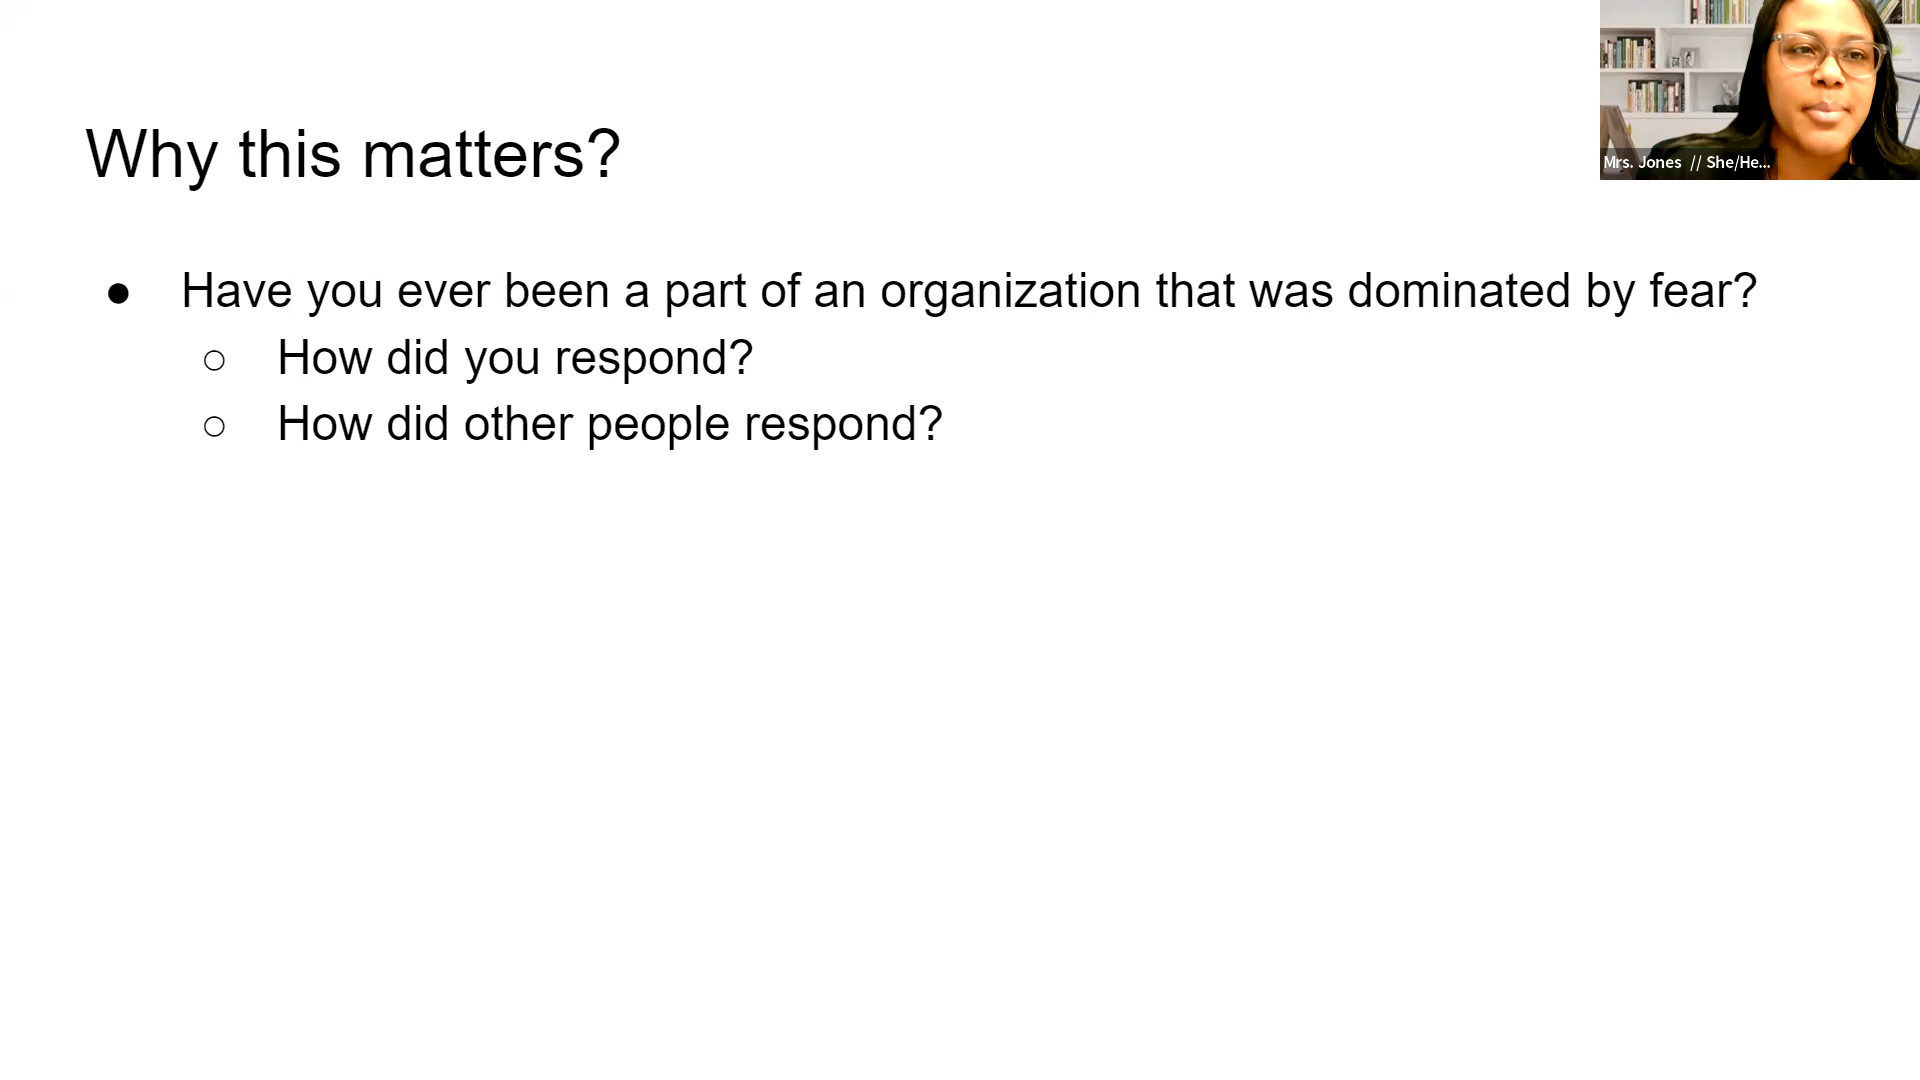 Why this matters?
Mrs. Jones // She/He...
● Have you ever been a part of an organization that was dominated by fear?
○ How did you respond?
○ How did other people respond?